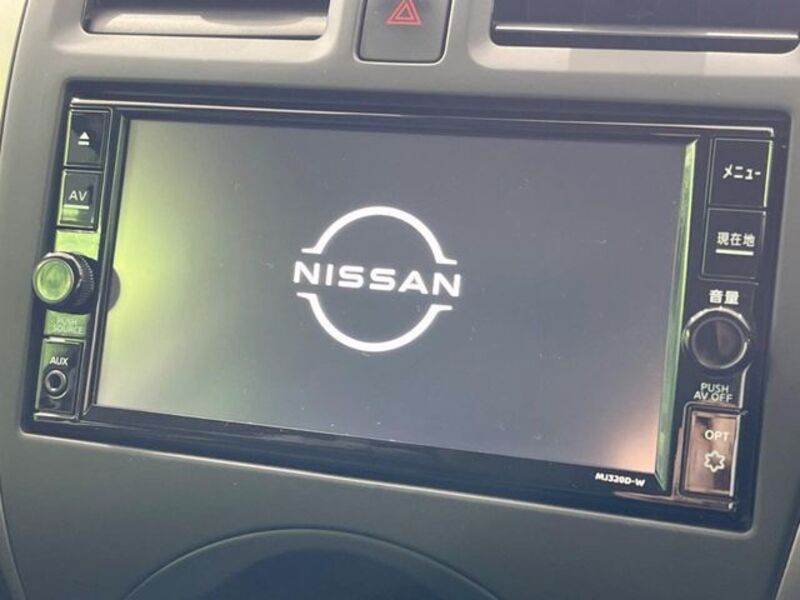 AV
PUSH
SOURCE
AUX
NISSAN
メニュー
現在地
音量
PUSH
AV OFF
OPT
MJ320D-W